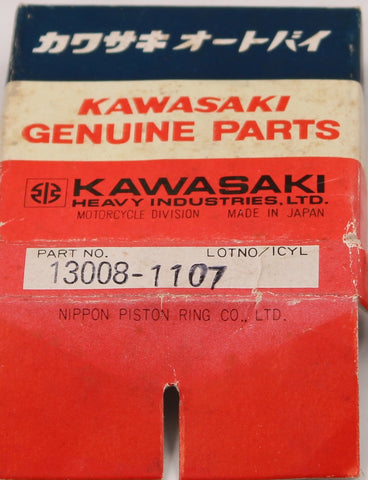 カワサキ オートバイ
KAWASAKI
GENUINE PARTS
KAWASAKI
HEAVY INDUSTRIES, LTD.
MOTORCYCLE DIVISION MADE IN JAPAN
PART NO. LOTNO/1CYL
13008-1107
NIPPON PISTON RING CO., LTD.